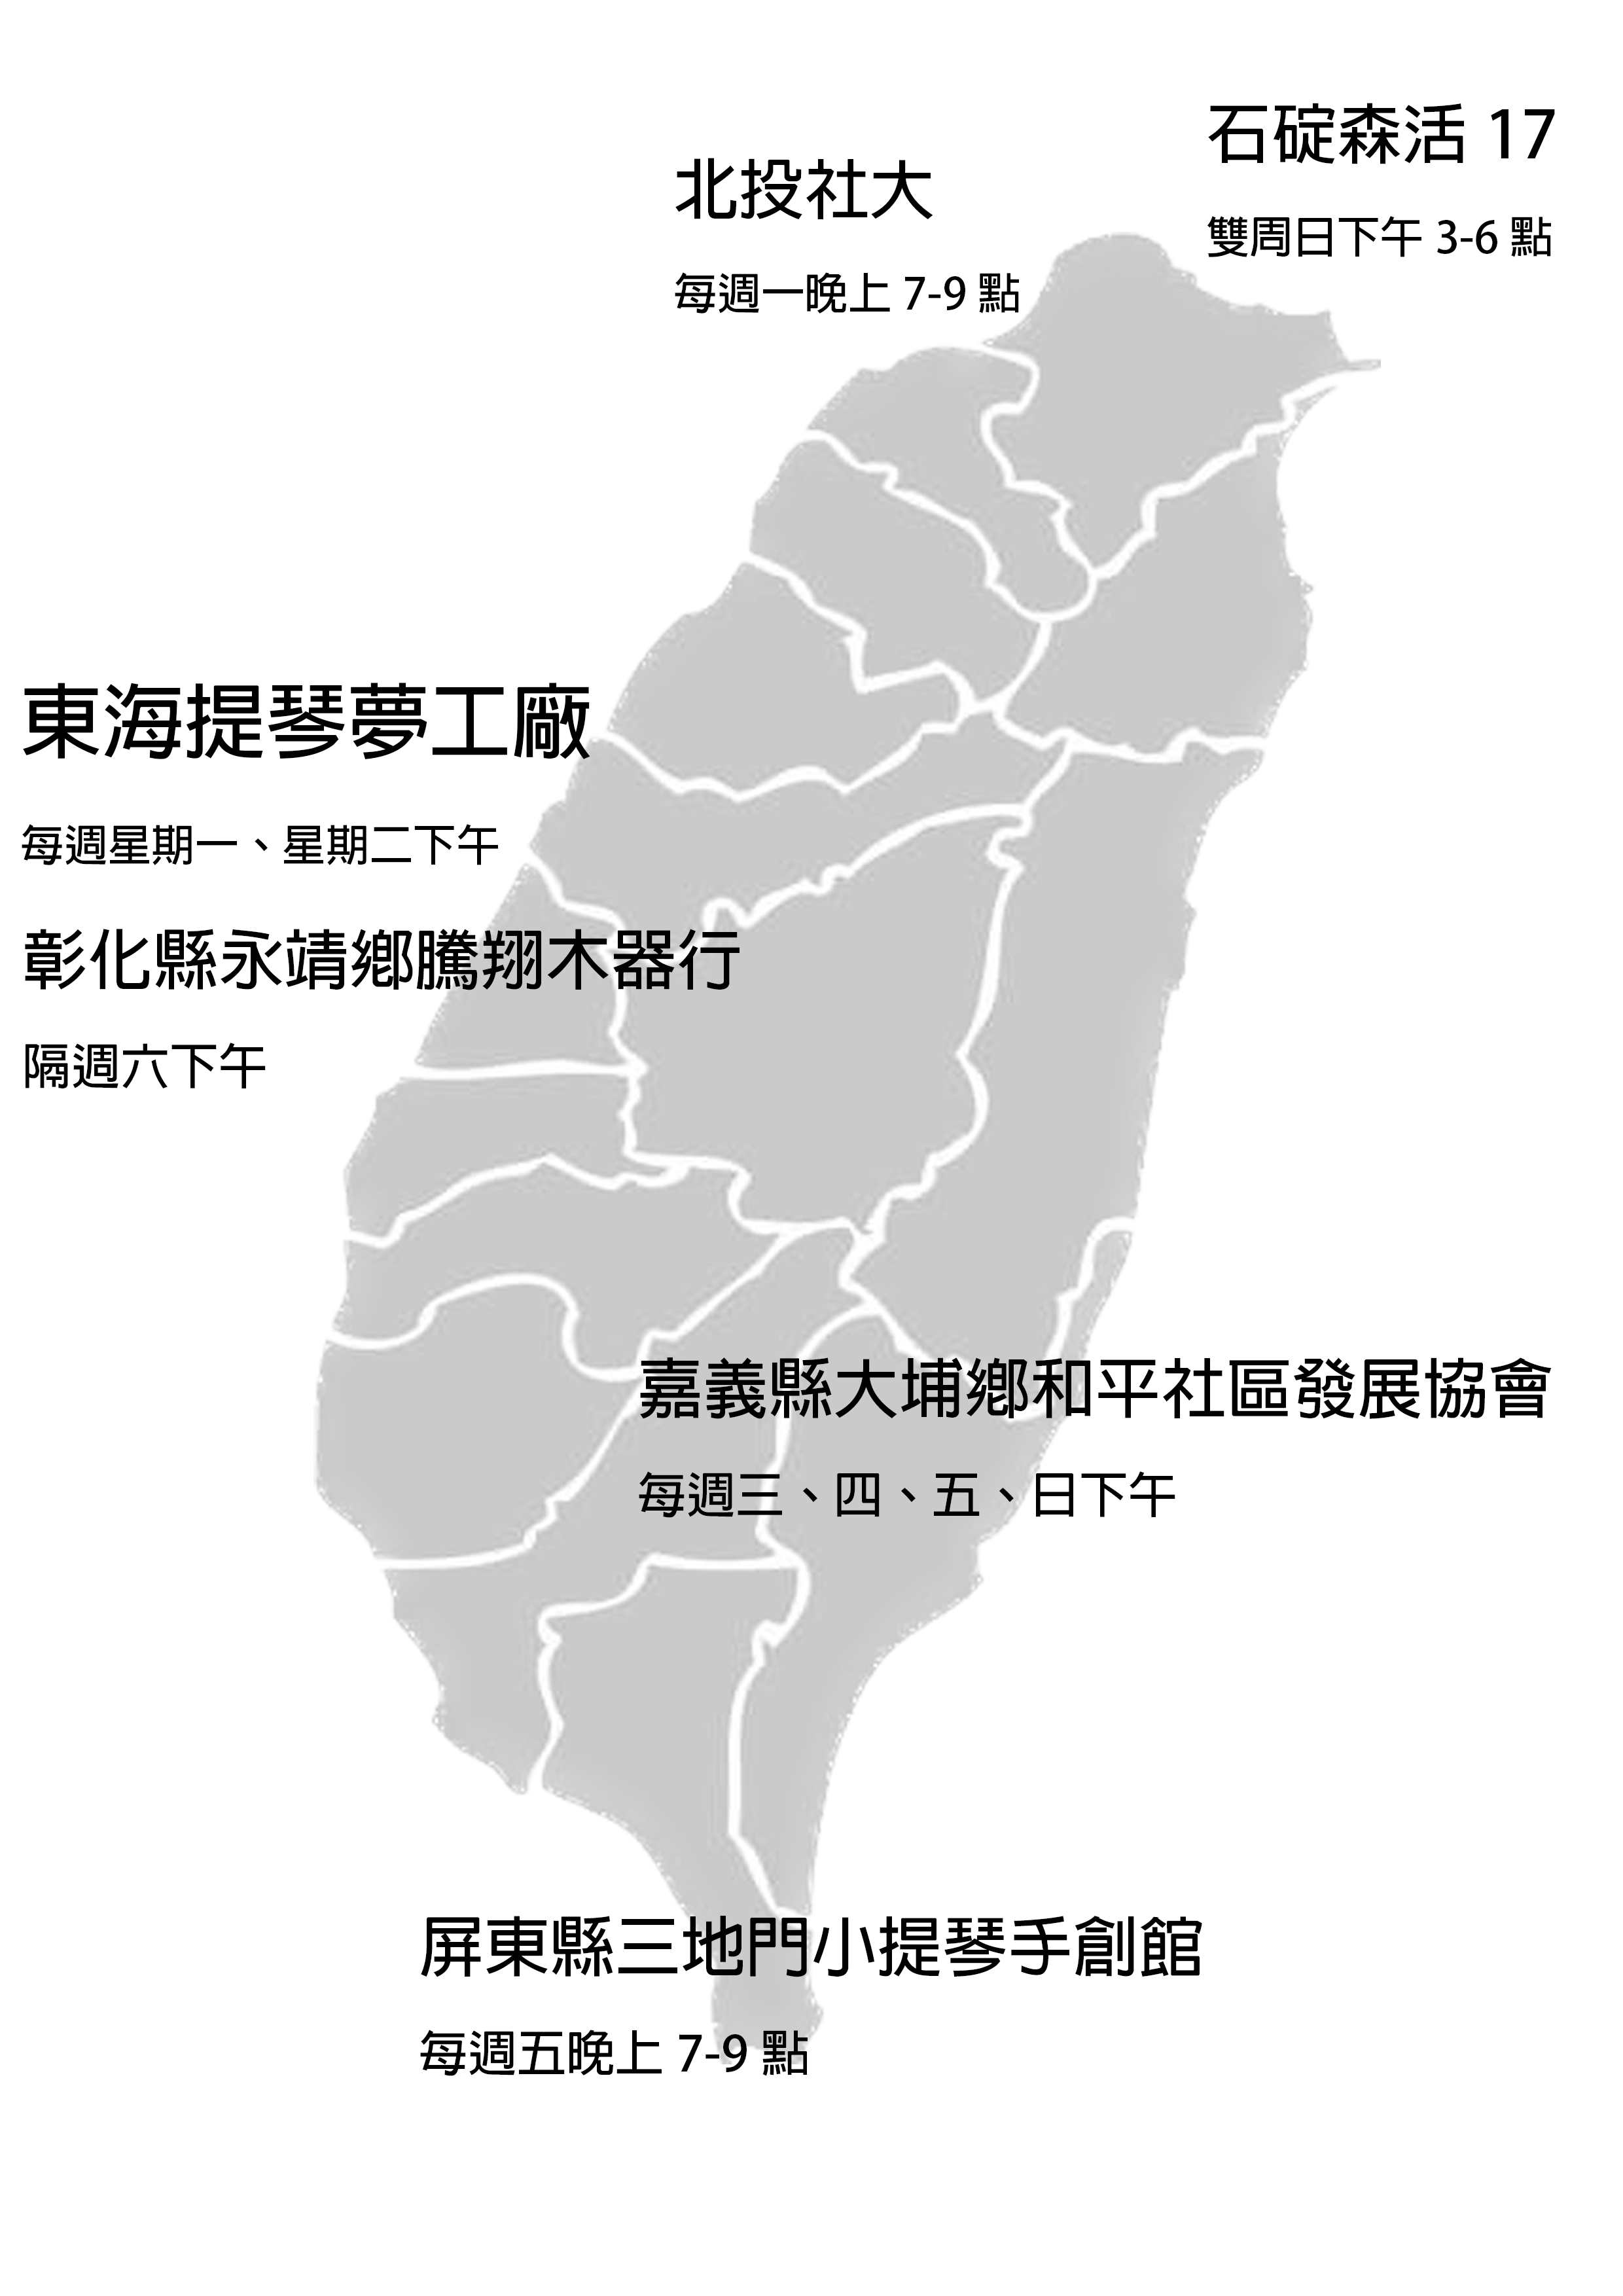 石碇森活 17
雙周日下午 3-6 點
北投社大
每週一晚上 7-9 點
東海提琴夢工廠
每週星期一、星期二下午
彰化縣永靖鄉騰翔木器行
隔週六下午
嘉義縣大埔鄉和平社區發展協會
每週三、四、五、日下午
屏東縣三地門小提琴手創館
每週五晚上 7-9 點